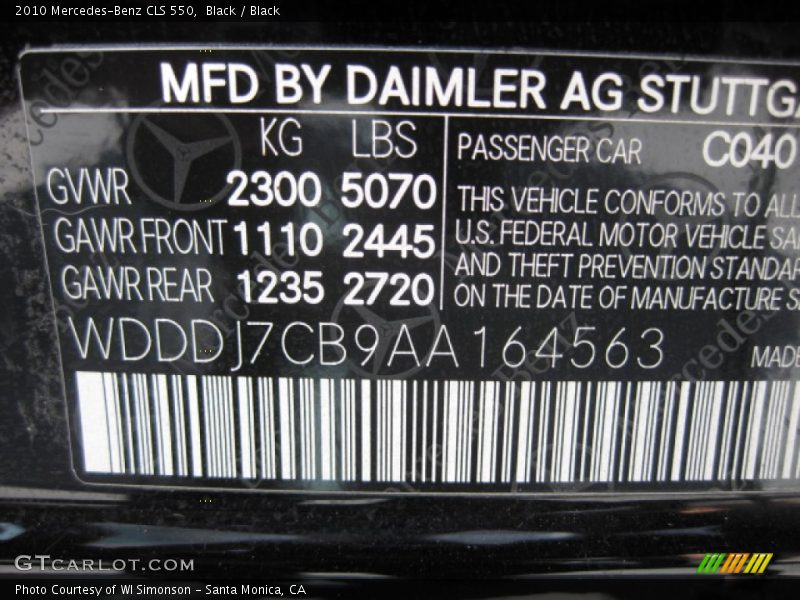 2010 Mercedes-Benz CLS 550, Black / Black
MFD BY DAIMLER AG STUTTGA
KG LBS
GVWR 2300 5070
GAWR FRONT 1110 2445
GAWR REAR 1235 2720
PASSENGER CAR C040
THIS VEHICLE CONFORMS TO ALL
U.S. FEDERAL MOTOR VEHICLE SA
AND THEFT PREVENTION STANDAR
ON THE DATE OF MANUFACTURE S
WDDDJ7CB9AA164563
MADE
GTCARLOT.COM
Photo Courtesy of WI Simonson - Santa Monica, CA